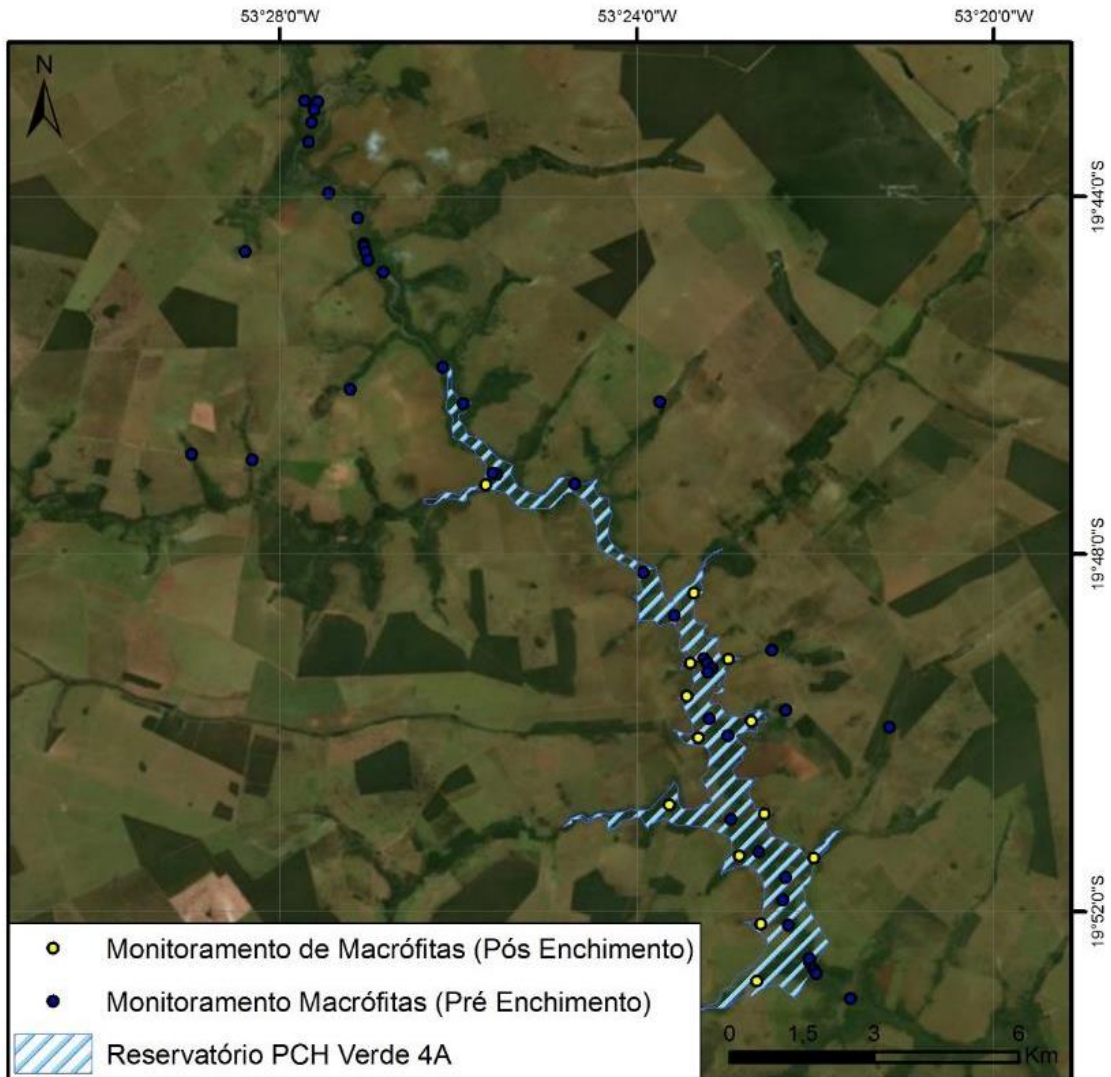 53°28'0"W
53°24'0"W
53°20'0"W
N
19°44'0"S
19°48'0"S
19°52'0"S
Monitoramento de Macrófitas (Pós Enchimento)
Monitoramento Macrófitas (Pré Enchimento)
Reservatório PCH Verde 4A
0 1,5 3 6
Km